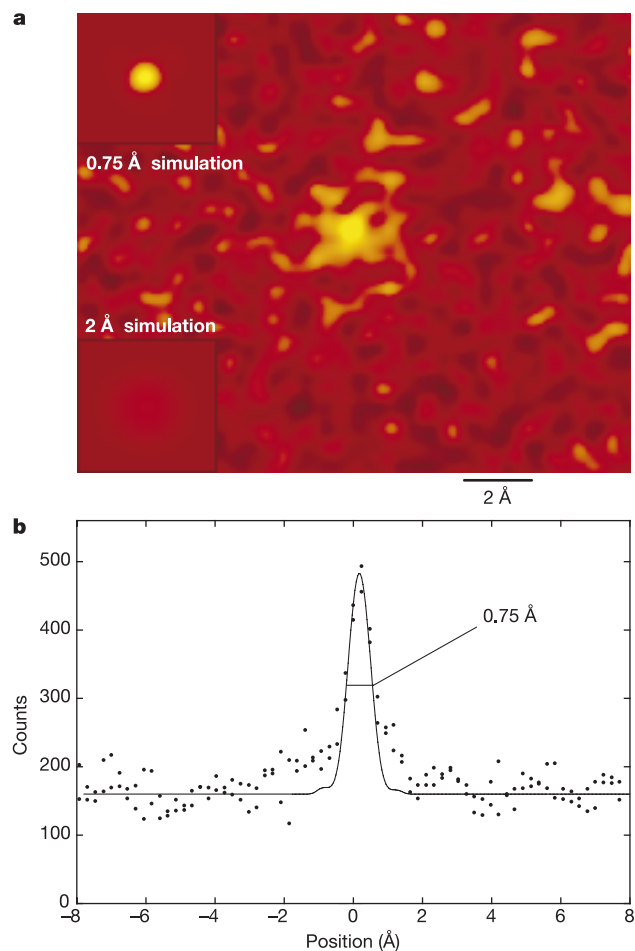 a
0.75 Å simulation
2 Å simulation
2 Å
b
500
400
300
200
100
0
Counts
0.75 Å
−8 −6 −4 −2 0 2 4 6 8
Position (Å)